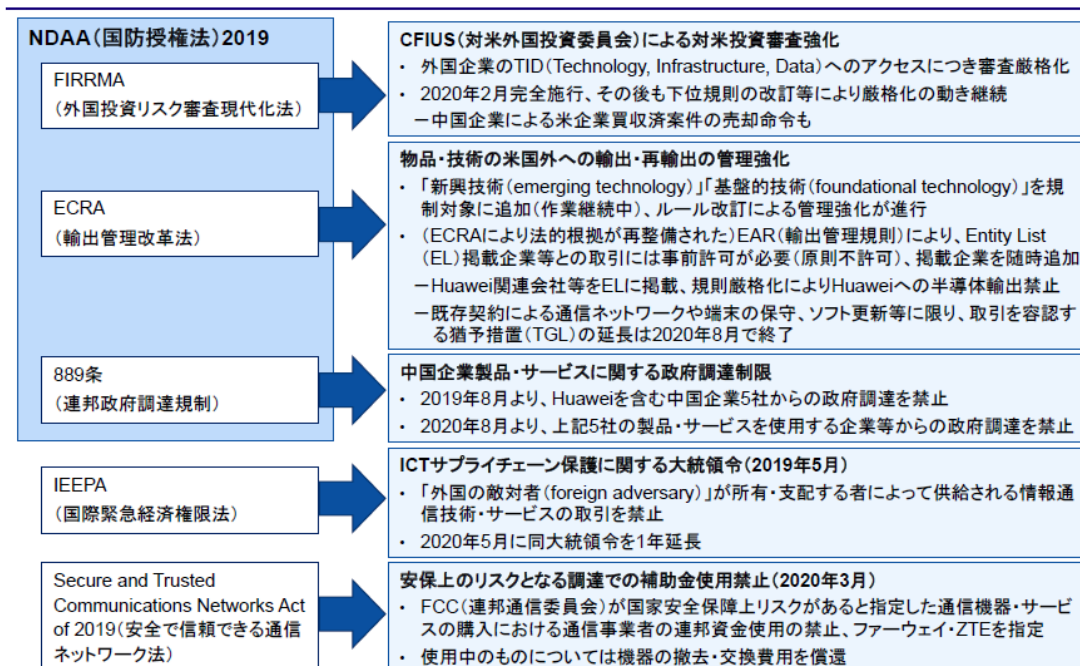 NDAA(国防授権法)2019
FIRRMA
(外国投資リスク審査現代化法)
CFIUS(対米外国投資委員会)による対米投資審査強化
・ 外国企業のTID(Technology, Infrastructure, Data)へのアクセスにつき審査厳格化
・ 2020年2月完全施行、その後も下位規則の改訂等により厳格化の動き継続
－中国企業による米企業買収済案件の売却命令も
ECRA
(輸出管理改革法)
物品・技術の米国外への輸出・再輸出の管理強化
・ 「新興技術(emerging technology)」「基盤的技術(foundational technology)」を規
制対象に追加(作業継続中)、ルール改訂による管理強化が進行
・ (ECRAにより法的根拠が再整備された)EAR(輸出管理規則)により、Entity List
(EL)掲載企業等との取引には事前許可が必要(原則不許可)、掲載企業を随時追加
－Huawei関連会社等をELに掲載、規則厳格化によりHuaweiへの半導体輸出禁止
－既存契約による通信ネットワークや端末の保守、ソフト更新等に限り、取引を容認す
る猶予措置(TGL)の延長は2020年8月で終了
889条
(連邦政府調達規制)
中国企業製品・サービスに関する政府調達制限
・ 2019年8月より、Huaweiを含む中国企業5社からの政府調達を禁止
・ 2020年8月より、上記5社の製品・サービスを使用する企業等からの政府調達を禁止
IEEPA
(国際緊急経済権限法)
ICTサプライチェーン保護に関する大統領令(2019年5月)
・ 「外国の敵対者(foreign adversary)」が所有・支配する者によって供給される情報通
信技術・サービスの取引を禁止
・ 2020年5月に同大統領令を1年延長
Secure and Trusted
Communications Networks Act
of 2019(安全で信頼できる通信
ネットワーク法)
安保上のリスクとなる調達での補助金使用禁止(2020年3月)
・ FCC(連邦通信委員会)が国家安全保障上リスクがあると指定した通信機器・サービ
スの購入における通信事業者の連邦資金使用の禁止、ファーウェイ・ZTEを指定
・ 使用中のものについては機器の撤去・交換費用を償還